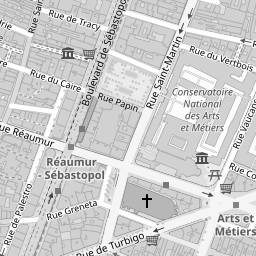 Rue de Tracy
Boulevard de Sébastopol
Rue du Vertbois
Rue Saint-Martin
Rue du Caire
Conservatoire
National
des Arts
et Métiers
Rue Papin
Rue Réaumur
Réaumur
- Sébastopol
Rue de Palestro
Rue Greneta
Rue de Turbigo
Arts et
Métiers